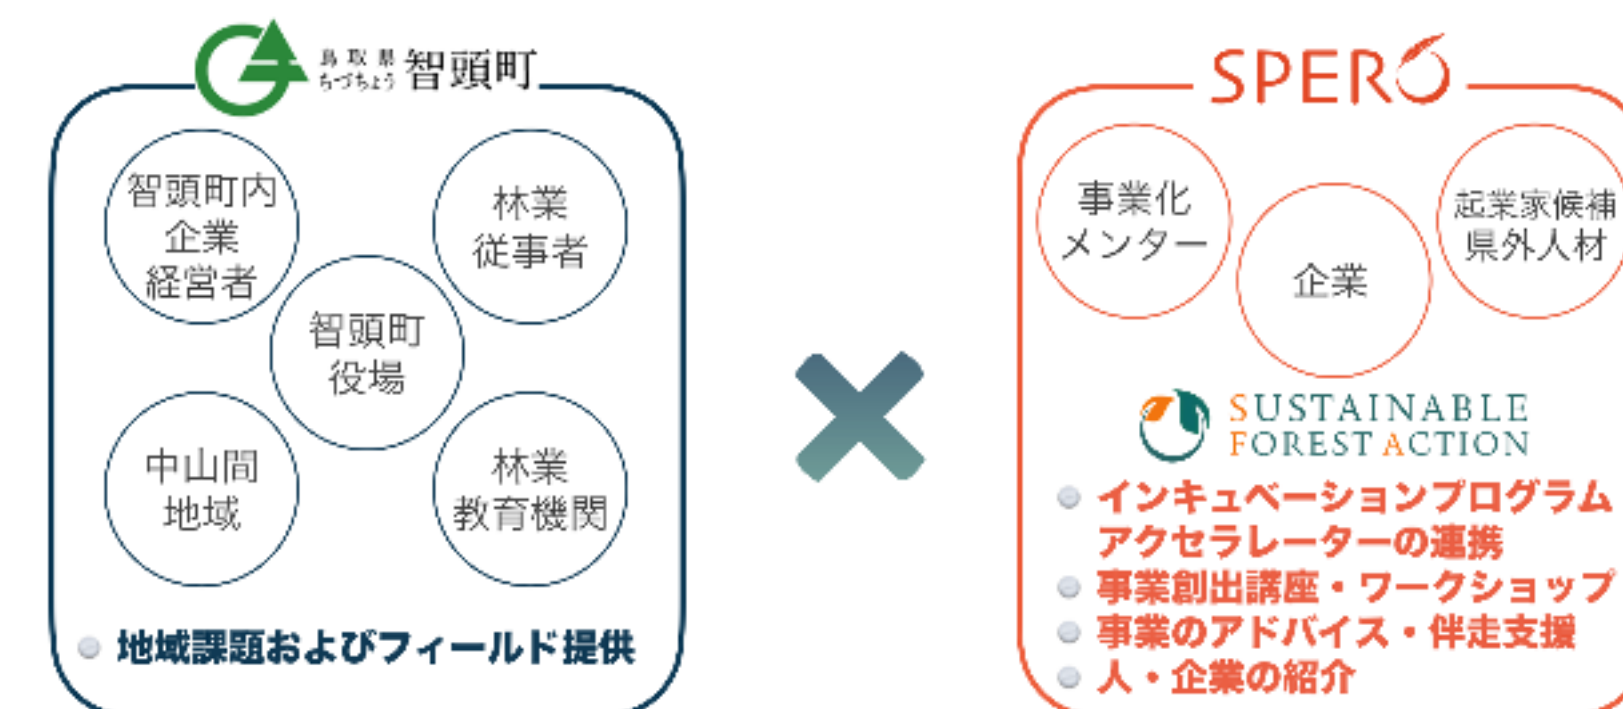 鳥取県
ちづちょう
智頭町
智頭町内
企業
経営者
林業
従事者
智頭町
役場
中山間
地域
林業
教育機関
地域課題およびフィールド提供
SPERO
事業化
メンター
企業
起業家候補
県外人材
SUSTAINABLE
FOREST ACTION
インキュベーションプログラム
アクセラレーターの連携
事業創出講座・ワークショップ
事業のアドバイス・伴走支援
人・企業の紹介